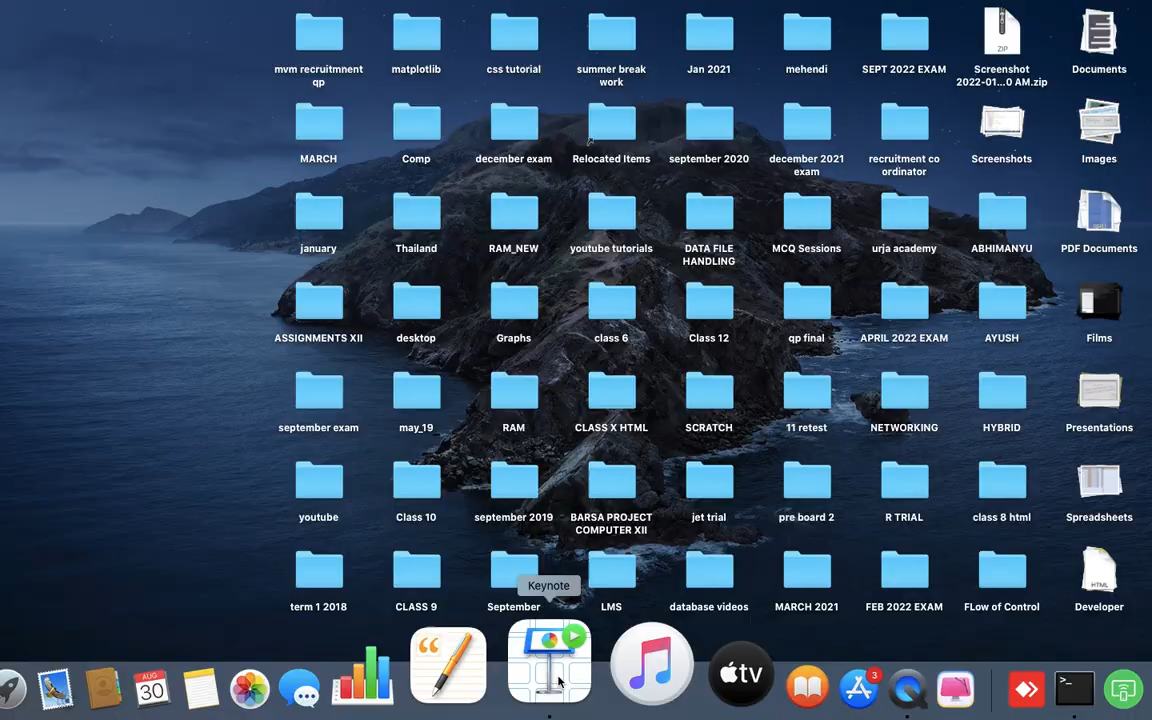 mvm recruitmnent
qp
matplotlib
css tutorial
summer break
work
Jan 2021
mehendi
SEPT 2022 EXAM
ZIP
Screenshot
2022-01...0 AM.zip
Documents
MARCH
Comp
december exam
Relocated Items
september 2020
december 2021
exam
recruitment co
ordinator
Screenshots
Images
january
Thailand
RAM_NEW
youtube tutorials
DATA FILE
HANDLING
MCQ Sessions
urja academy
ABHIMANYU
PDF Documents
ASSIGNMENTS XII
desktop
Graphs
class 6
Class 12
qp final
APRIL 2022 EXAM
AYUSH
Films
september exam
may_19
RAM
CLASS X HTML
SCRATCH
11 retest
NETWORKING
HYBRID
Presentations
youtube
Class 10
september 2019
BARSA PROJECT
COMPUTER XII
jet trial
pre board 2
R TRIAL
class 8 html
Spreadsheets
Keynote
HTML
term 1 2018
CLASS 9
September
LMS
database videos
MARCH 2021
FEB 2022 EXAM
FLow of Control
Developer
AUG
30
tv
3
>_